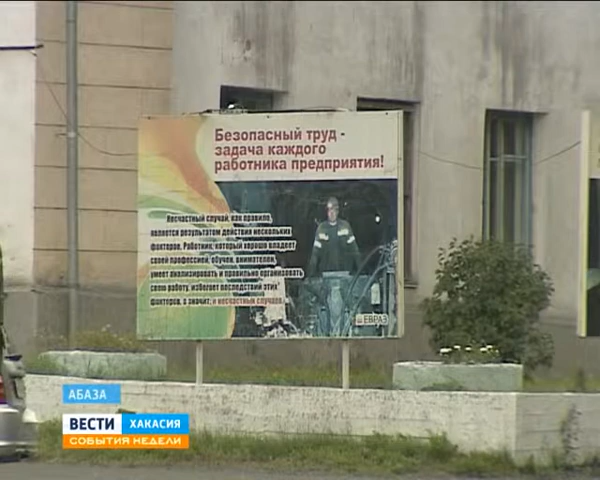 Безопасный труд -
задача каждого
работника предприятия!
Несчастный случай, как правило,
является результатом действия нескольких
факторов. Работник, который хорошо владеет
своей профессией, обучен, внимателен,
умеет анализировать и правильно организовать
свою работу, избегает последствий этих
факторов, а значит, и несчастных случаев.
ЕВРАЗ
АБАЗА
ВЕСТИ ХАКАСИЯ
СОБЫТИЯ НЕДЕЛИ